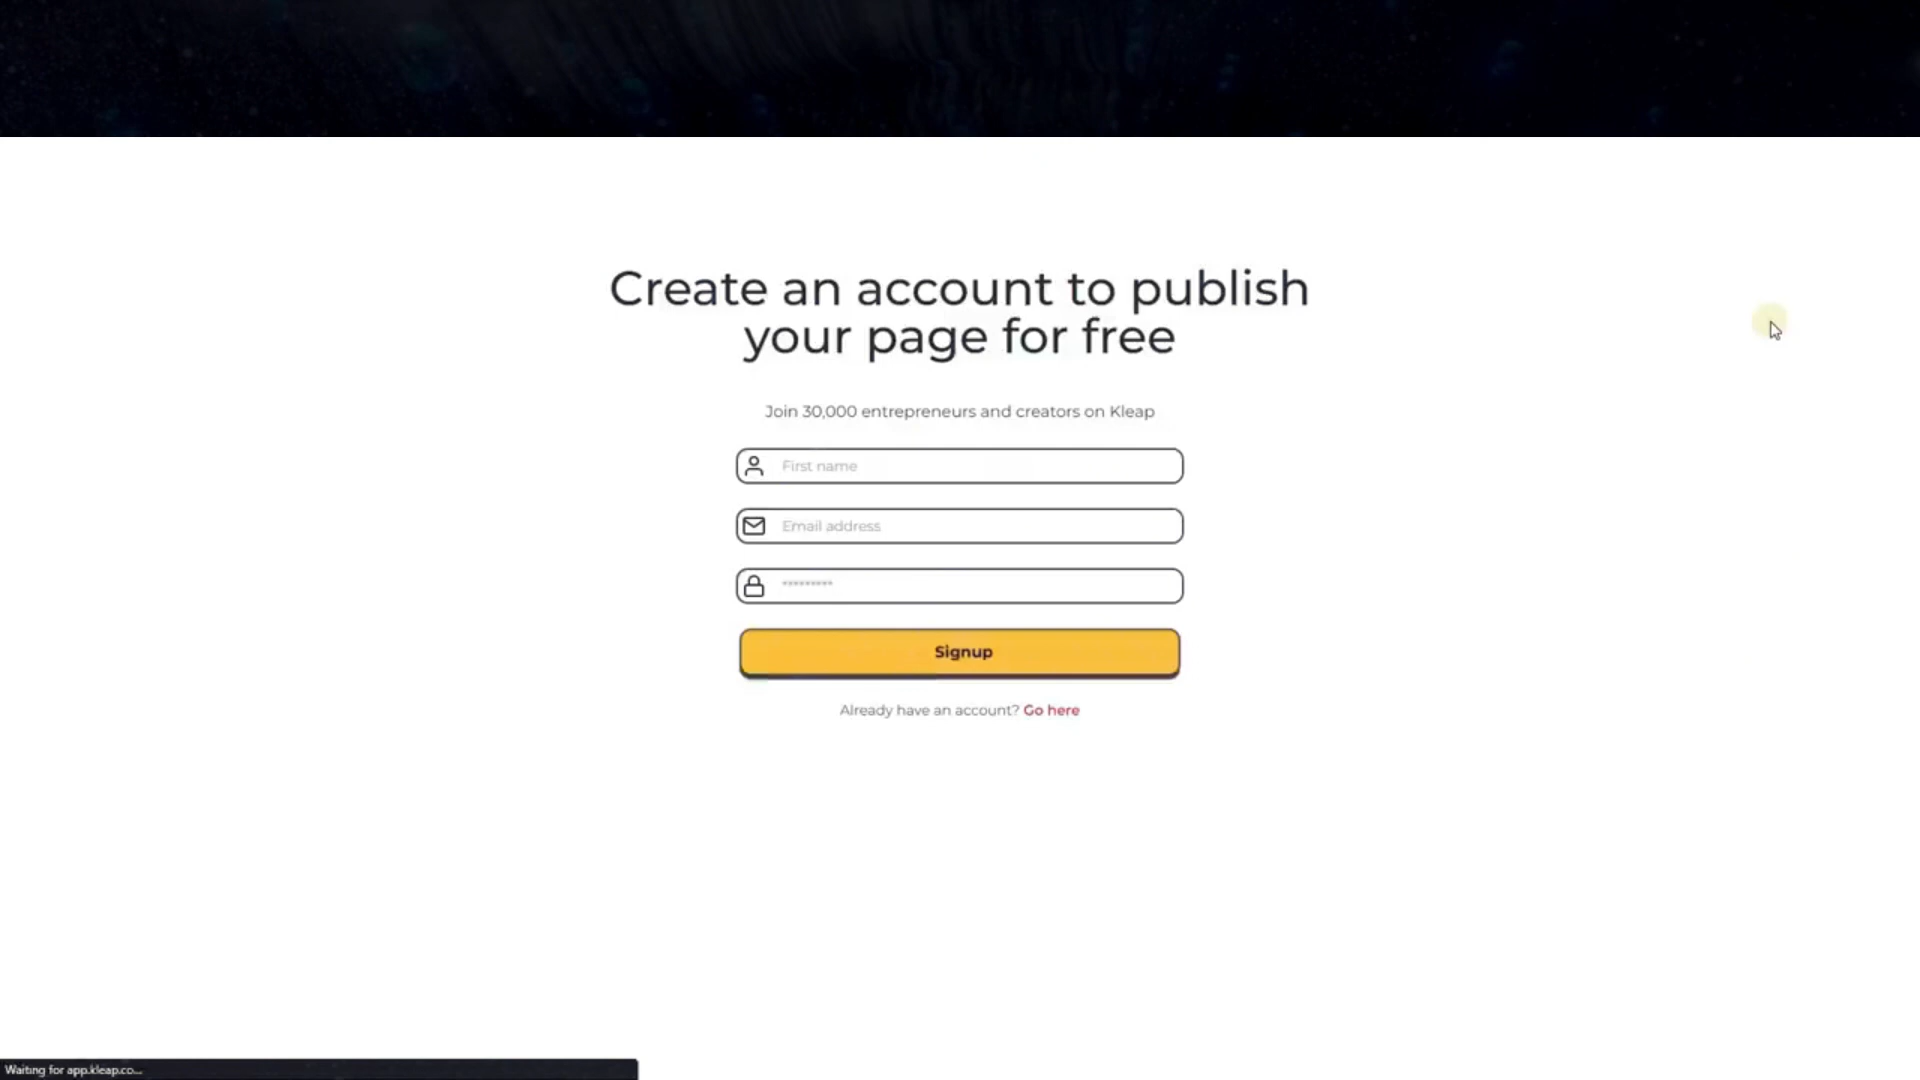 Create an account to publish
your page for free
Join 30,000 entrepreneurs and creators on Kleap
First name
Email address
*********
Signup
Already have an account? Go here
Waiting for app.kleap.co...